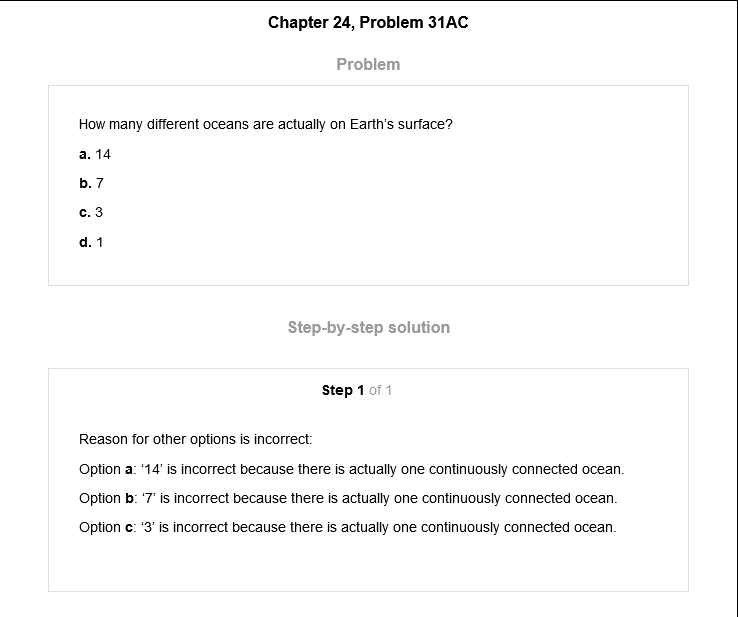 Chapter 24, Problem 31AC
Problem
How many different oceans are actually on Earth's surface?
a. 14
b. 7
c. 3
d. 1
Step-by-step solution
Step 1 of 1
Reason for other options is incorrect:
Option a: ‘14’ is incorrect because there is actually one continuously connected ocean.
Option b: ‘7’ is incorrect because there is actually one continuously connected ocean.
Option c: ‘3’ is incorrect because there is actually one continuously connected ocean.